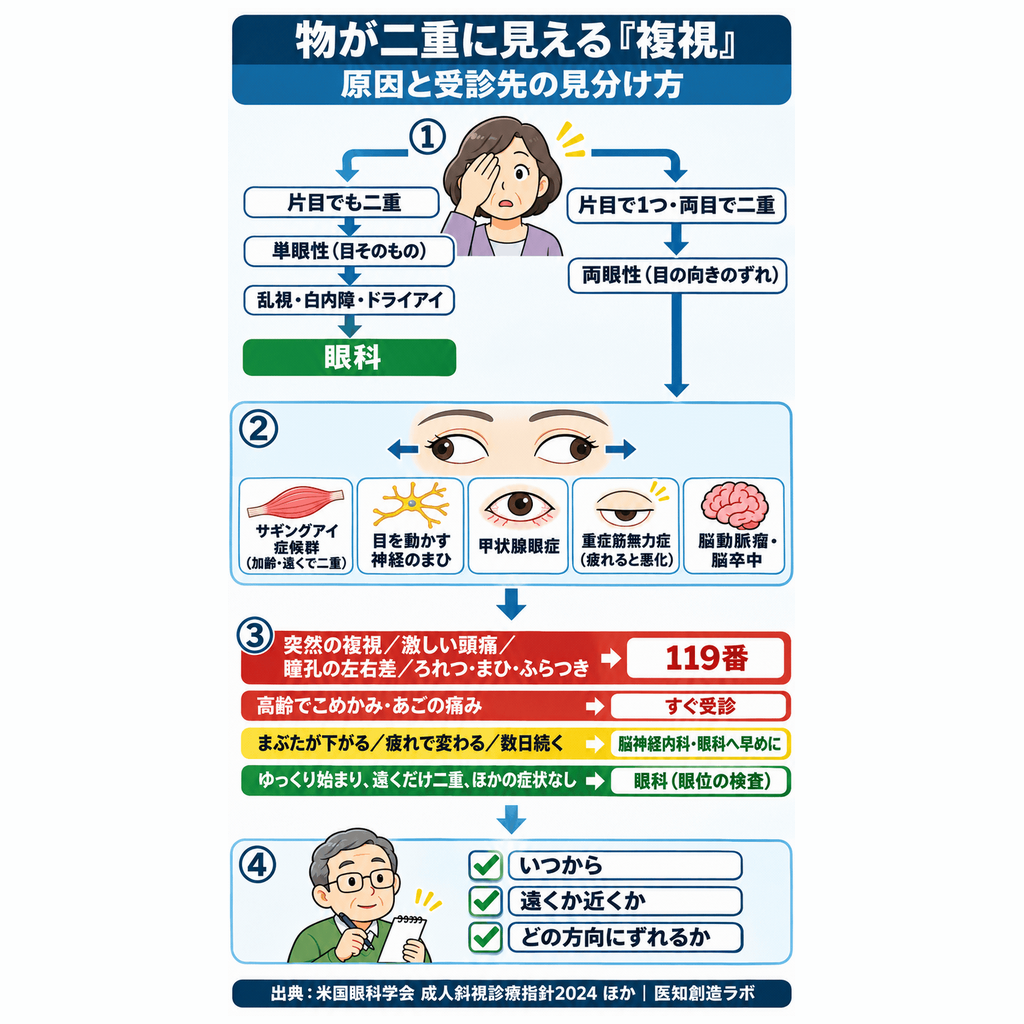 物が二重に見える『複視』
原因と受診先の見分け方
①
片目でも二重
単眼性（目そのもの）
乱視・白内障・ドライアイ
眼科
片目で1つ・両目で二重
両眼性（目の向きのずれ）
②
サギングアイ
症候群
（加齢・遠くで二重）
目を動かす
神経のまひ
甲状腺眼症
重症筋無力症
（疲れると悪化）
脳動脈瘤・
脳卒中
③
突然の複視／激しい頭痛／
瞳孔の左右差／ろれつ・まひ・ふらつき
119番
高齢でこめかみ・あごの痛み
すぐ受診
まぶたが下がる／疲れで変わる／数日続く
脳神経内科・眼科へ早めに
ゆっくり始まり、遠くだけ二重、ほかの症状なし
眼科（眼位の検査）
④
いつから
遠くか近くか
どの方向にずれるか
出典：米国眼科学会 成人斜視診療指針2024 ほか｜医知創造ラボ